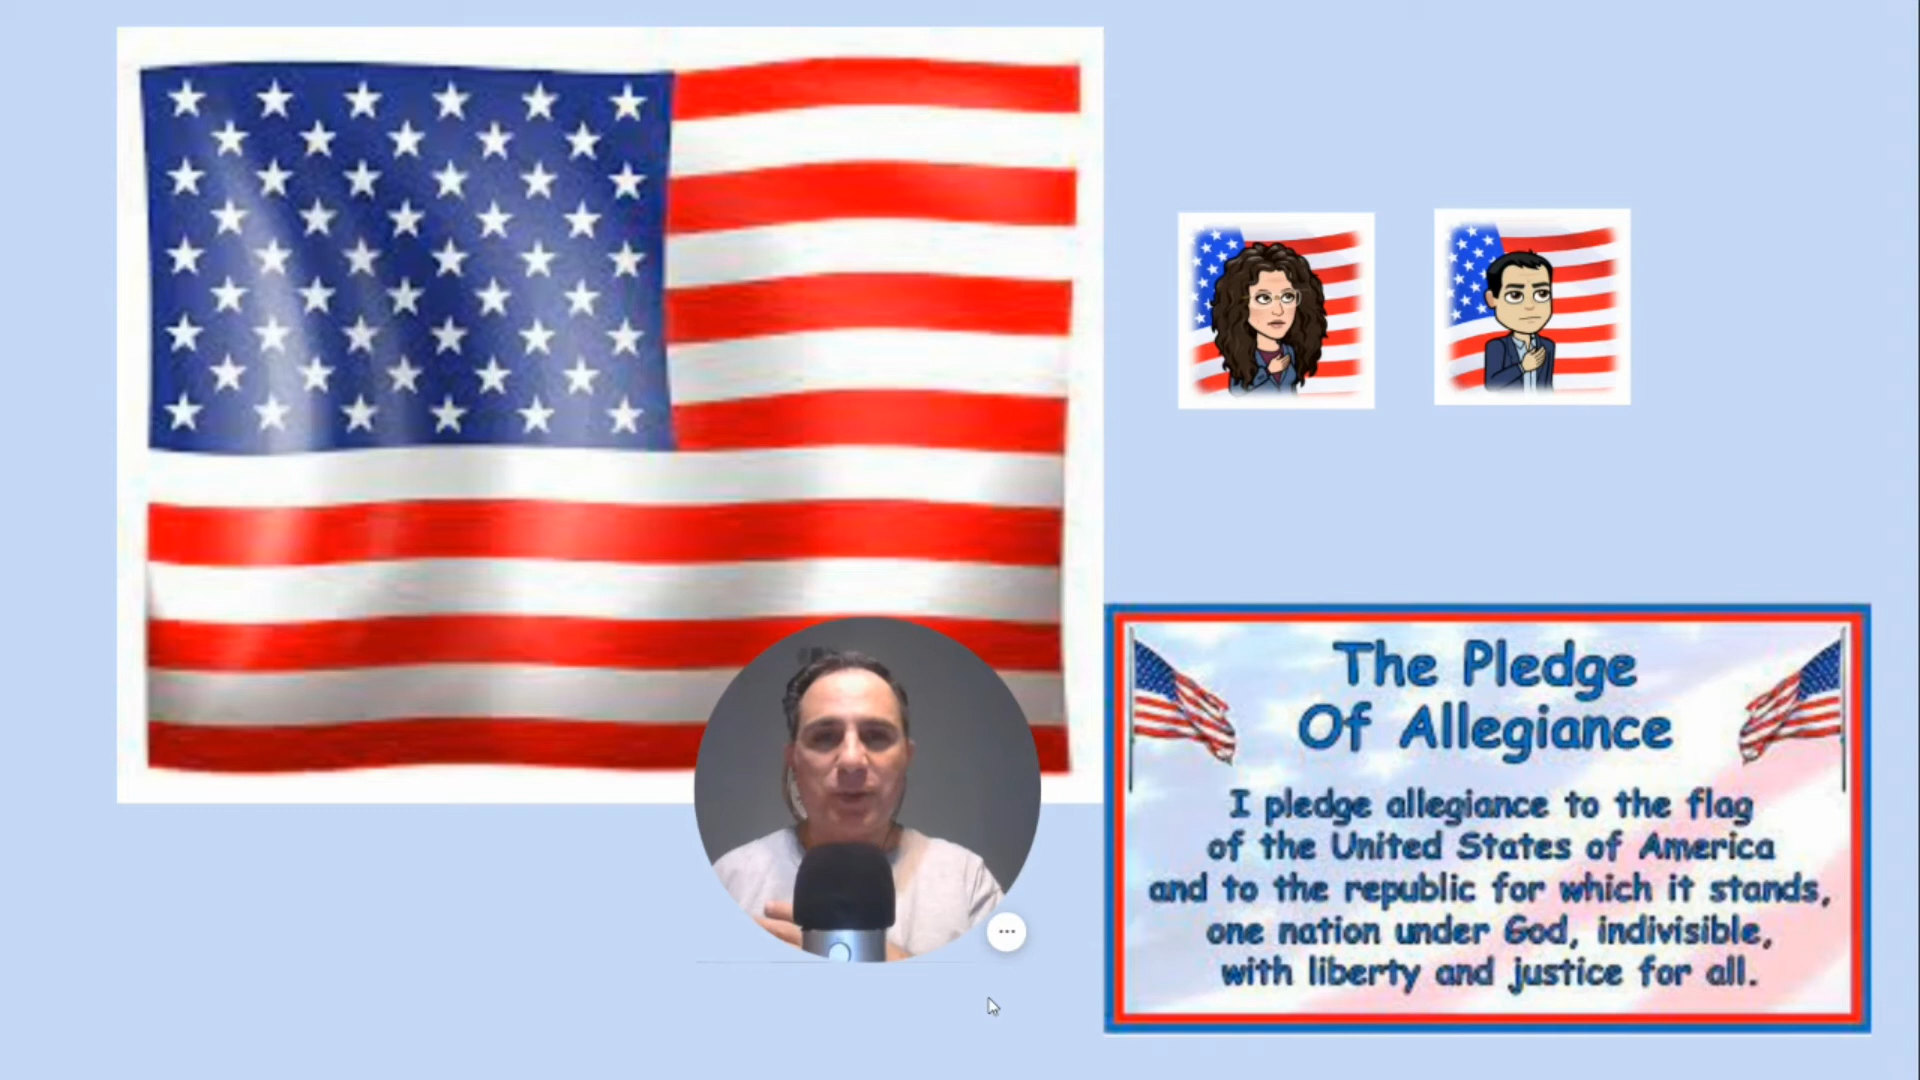 The Pledge
Of Allegiance
I pledge allegiance to the flag
of the United States of America
and to the republic for which it stands,
one nation under God, indivisible,
with liberty and justice for all.